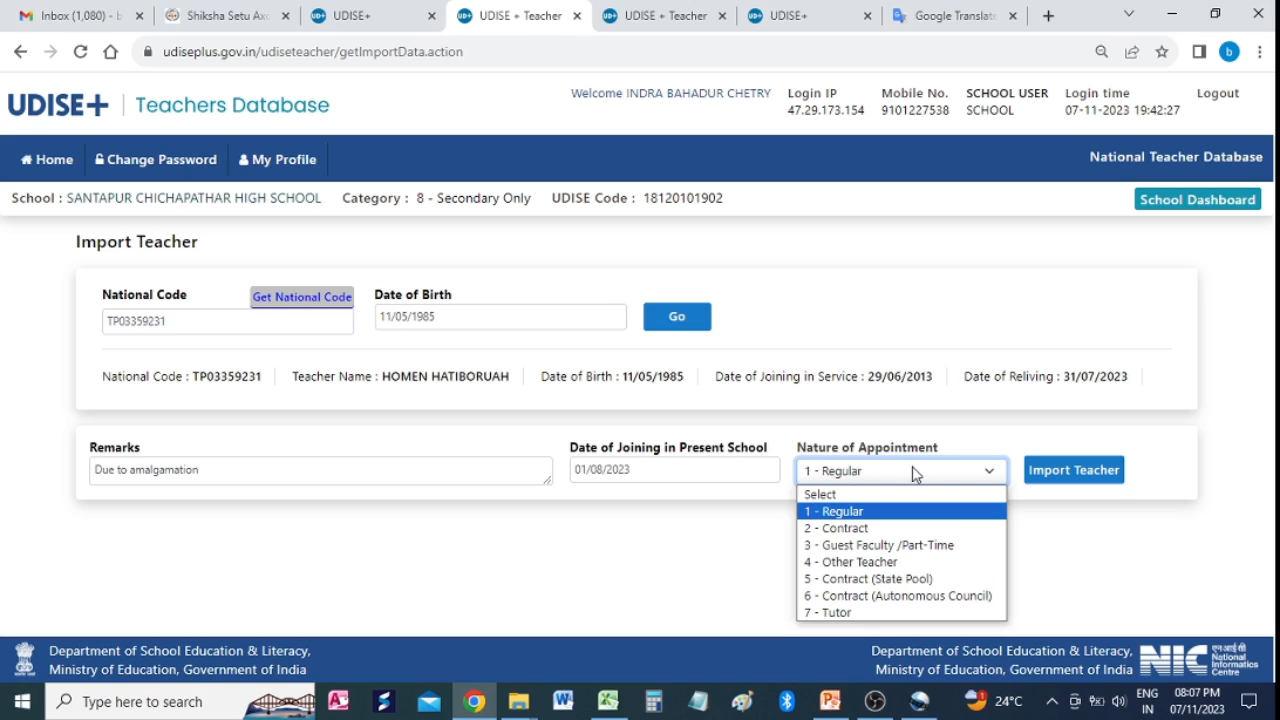 Inbox (1,080) - b
Shiksha Setu Axo
UDISE+
UDISE + Teacher
UDISE + Teacher
UDISE+
Google Translate
udiseplus.gov.in/udiseteacher/getImportData.action
b
UDISE+ | Teachers Database
Welcome INDRA BAHADUR CHETRY
Login IP
47.29.173.154
Mobile No.
9101227538
SCHOOL USER
SCHOOL
Login time
07-11-2023 19:42:27
Logout
Home
Change Password
My Profile
National Teacher Database
School : SANTAPUR CHICHAPATHAR HIGH SCHOOL Category : 8 - Secondary Only UDISE Code : 18120101902
School Dashboard
Import Teacher
National Code
Get National Code
Date of Birth
TP03359231
11/05/1985
Go
National Code : TP03359231
Teacher Name : HOMEN HATIBORUAH
Date of Birth : 11/05/1985
Date of Joining in Service : 29/06/2013
Date of Reliving : 31/07/2023
Remarks
Date of Joining in Present School
Nature of Appointment
Due to amalgamation
01/08/2023
1 - Regular
Import Teacher
Select
1 - Regular
2 - Contract
3 - Guest Faculty /Part-Time
4 - Other Teacher
5 - Contract (State Pool)
6 - Contract (Autonomous Council)
7 - Tutor
Department of School Education & Literacy,
Ministry of Education, Government of India
Department of School Education & Literacy,
Ministry of Education, Government of India
NIC
एन आई सी
National
Informatics
Centre
Type here to search
24°C
ENG
IN
08:07 PM
07/11/2023